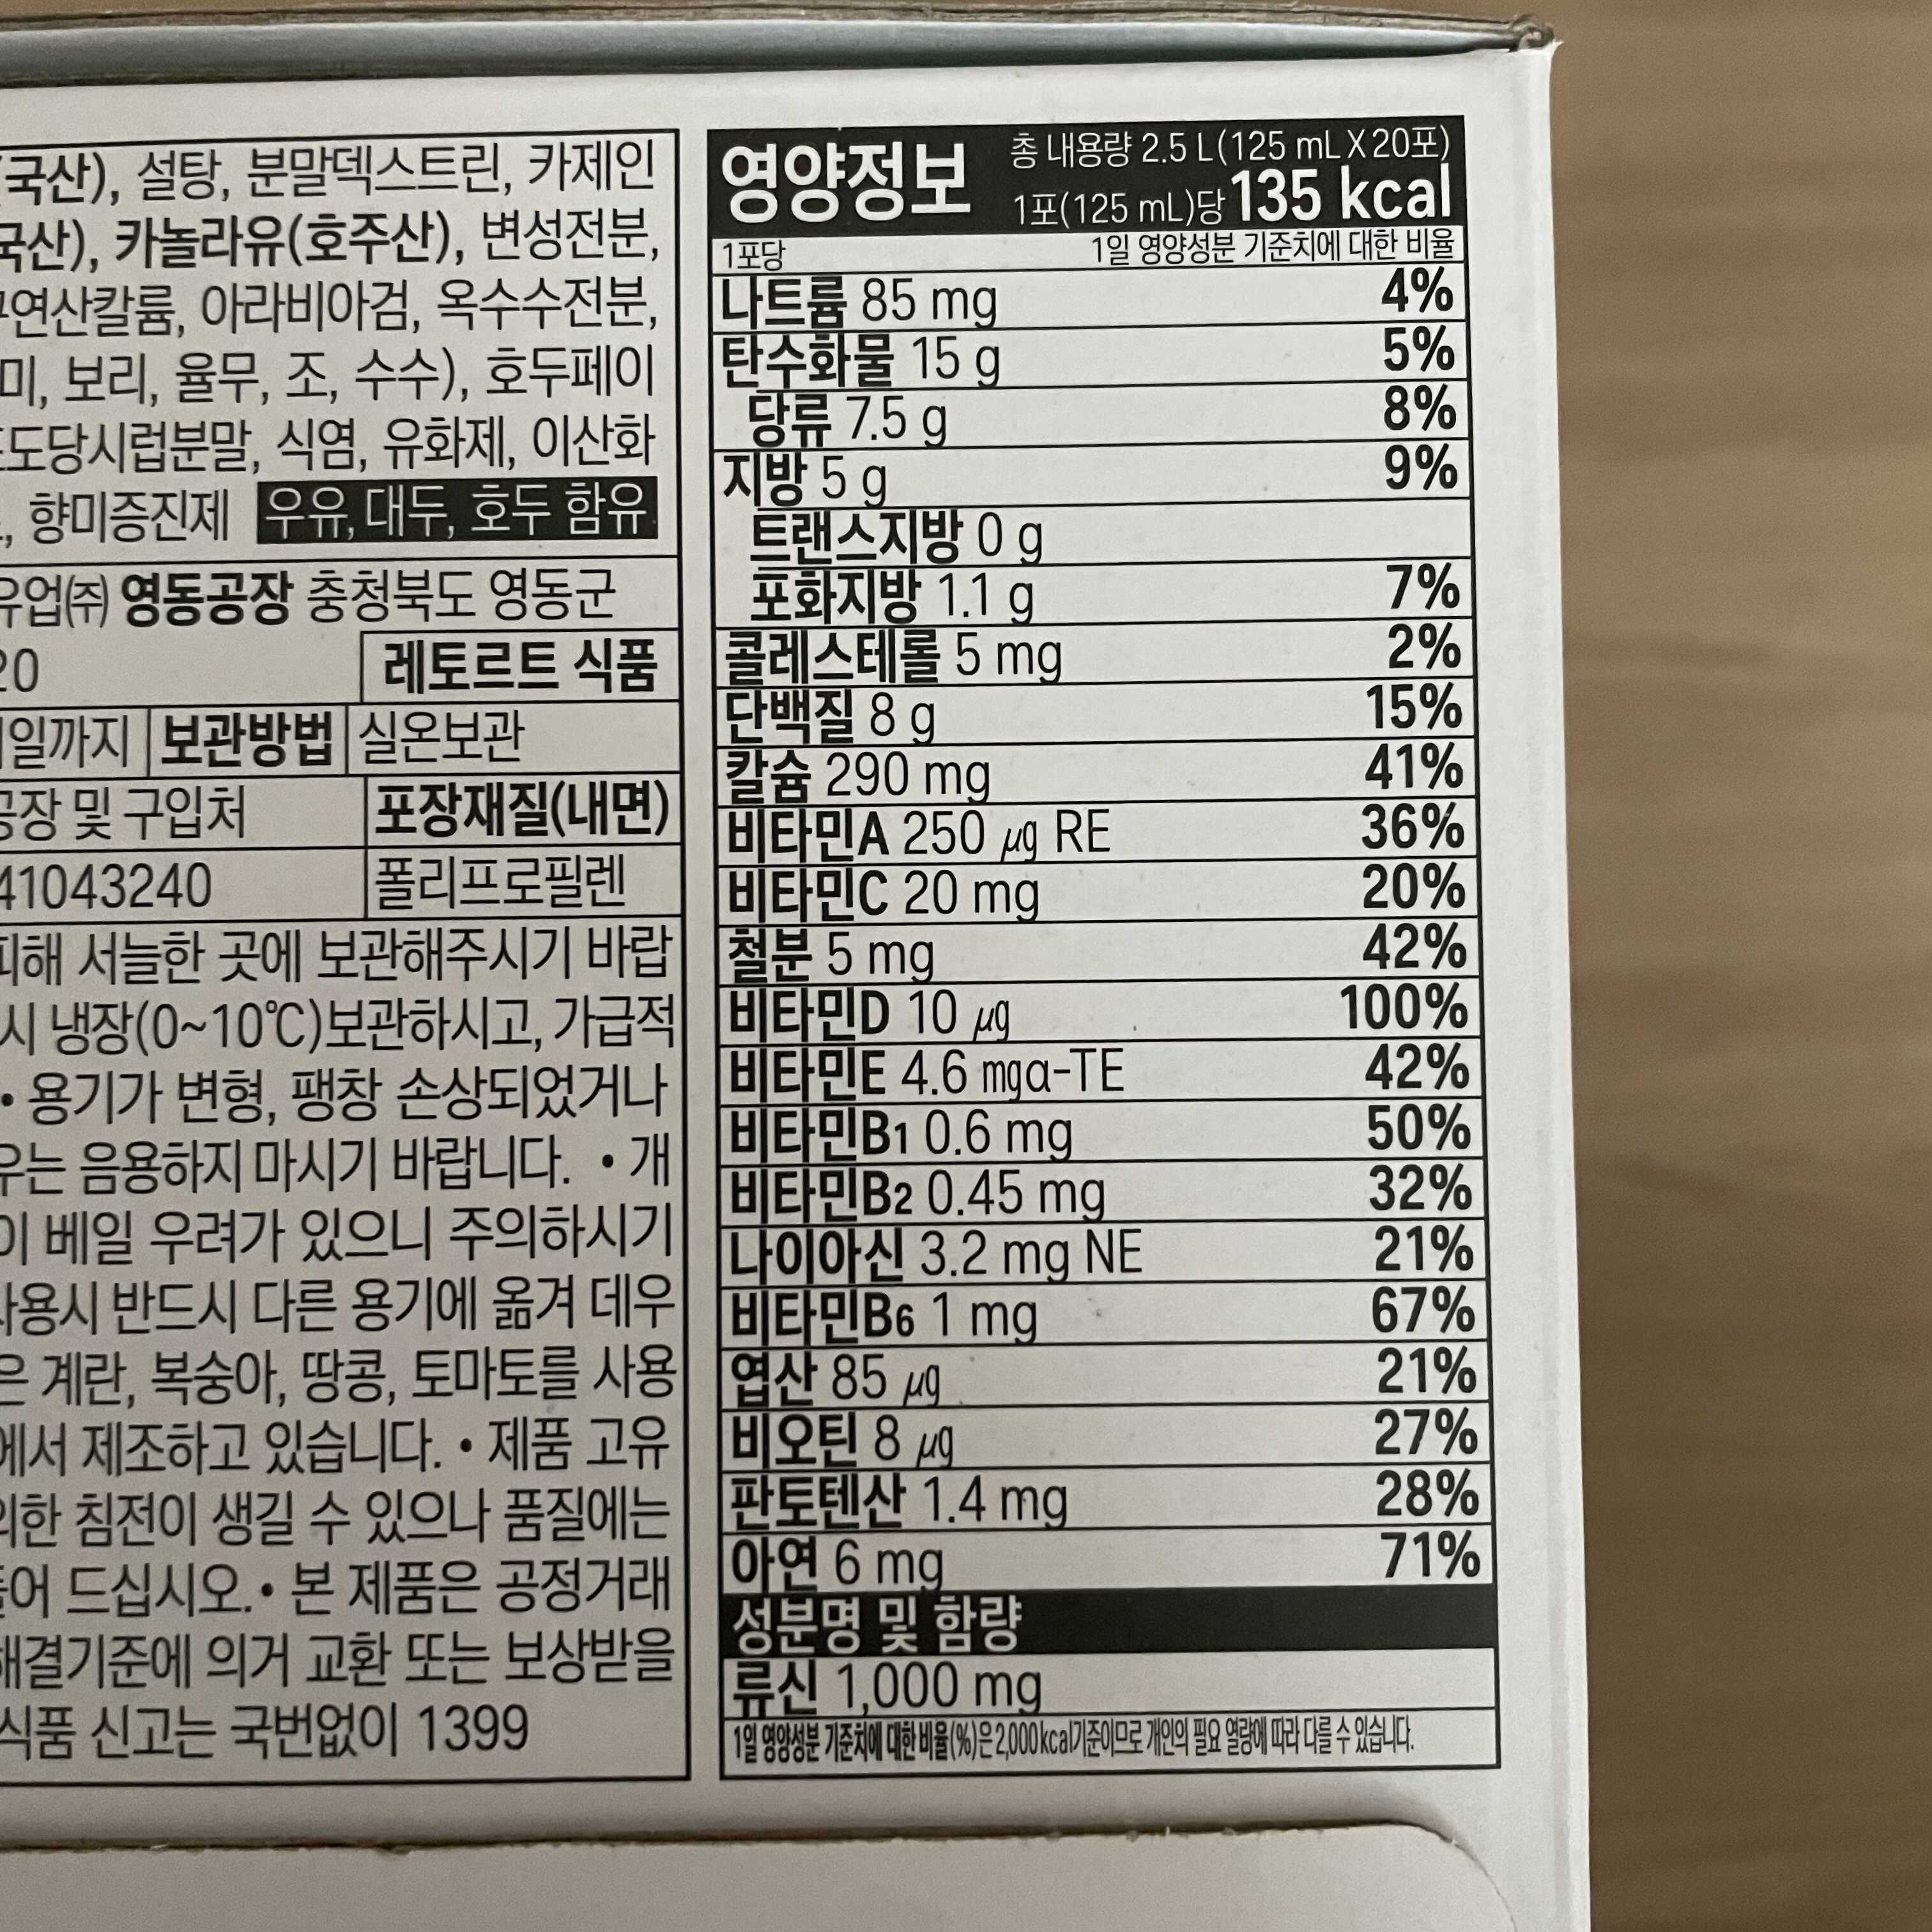 (국산), 설탕, 분말덱스트린, 카제인
국산), 카놀라유(호주산), 변성전분,
구연산칼륨, 아라비아검, 옥수수전분,
미, 보리, 율무, 조, 수수), 호두페이
포도당시럽분말, 식염, 유화제, 이산화
, 향미증진제 우유, 대두, 호두 함유
유업(주) 영동공장 충청북도 영동군
20
레토르트 식품
일까지 보관방법 실온보관
공장 및 구입처 포장재질(내면)
41043240 폴리프로필렌
피해 서늘한 곳에 보관해주시기 바랍
시 냉장(0~10℃)보관하시고, 가급적
• 용기가 변형, 팽창 손상되었거나
우는 음용하지 마시기 바랍니다. • 개
이 베일 우려가 있으니 주의하시기
사용시 반드시 다른 용기에 옮겨 데우
은 계란, 복숭아, 땅콩, 토마토를 사용
에서 제조하고 있습니다. • 제품 고유
의한 침전이 생길 수 있으나 품질에는
들어 드십시오. • 본 제품은 공정거래
해결기준에 의거 교환 또는 보상받을
식품 신고는 국번없이 1399
영양정보
총 내용량 2.5 L(125 mL X 20포)
1포(125 mL)당 135 kcal
1포당 1일 영양성분 기준치에 대한 비율
나트륨 85 mg 4%
탄수화물 15 g 5%
당류 7.5 g 8%
지방 5 g 9%
트랜스지방 0 g
포화지방 1.1 g 7%
콜레스테롤 5 mg 2%
단백질 8 g 15%
칼슘 290 mg 41%
비타민A 250 μg RE 36%
비타민C 20 mg 20%
철분 5 mg 42%
비타민D 10 μg 100%
비타민E 4.6 mgα-TE 42%
비타민B1 0.6 mg 50%
비타민B2 0.45 mg 32%
나이아신 3.2 mg NE 21%
비타민B6 1 mg 67%
엽산 85 μg 21%
비오틴 8 μg 27%
판토텐산 1.4 mg 28%
아연 6 mg 71%
성분명 및 함량
류신 1,000 mg
1일 영양성분 기준치에 대한 비율(%)은 2,000kcal기준이므로 개인의 필요 열량에 따라 다를 수 있습니다.